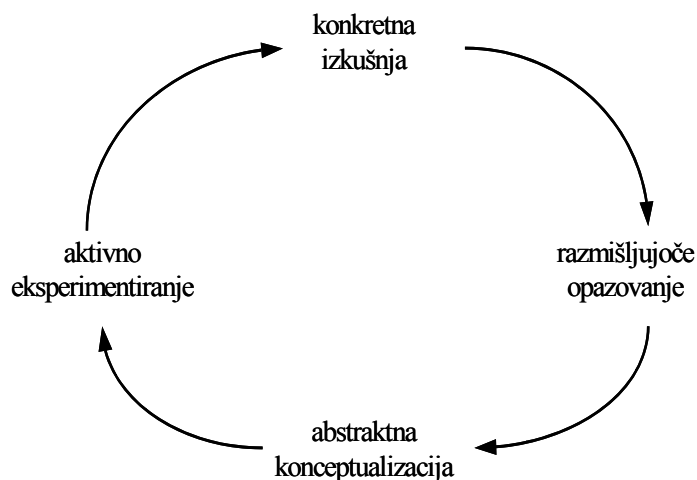 konkretna
izkušnja
aktivno
eksperimentiranje
razmišljujoče
opazovanje
abstraktna
konceptualizacija